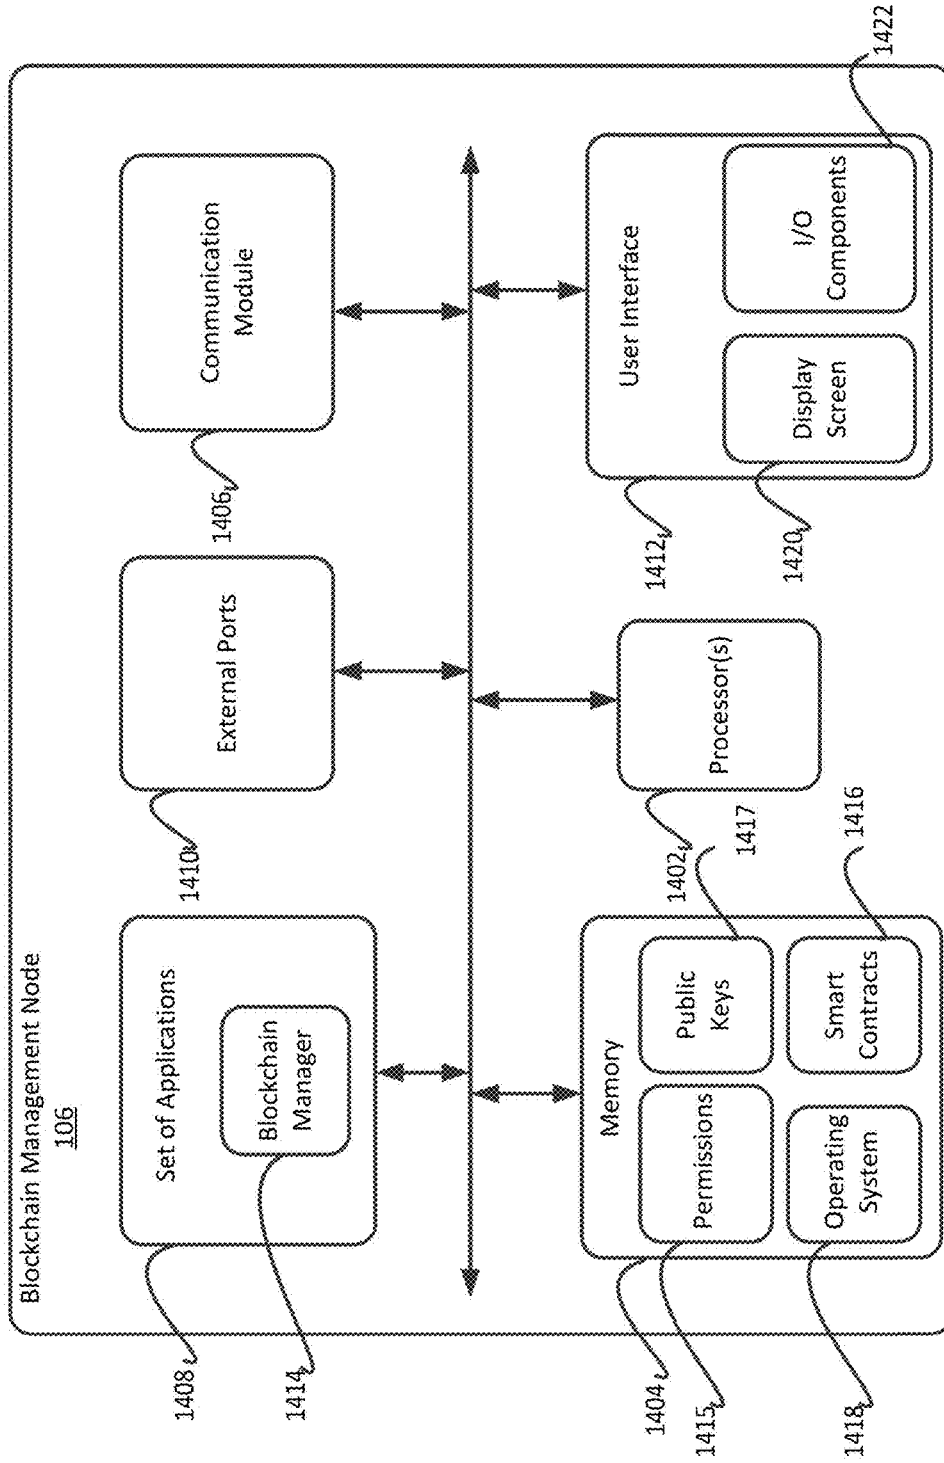 Blockchain Management Node
106
1408
Set of Applications
1414
Blockchain
Manager
1410
External Ports
1406
Communication
Module
1404
Memory
1415
Permissions
1417
Public
Keys
1418
Operating
System
1416
Smart
Contracts
1402
Processor(s)
1412
User Interface
1420
Display
Screen
1422
I/O
Components